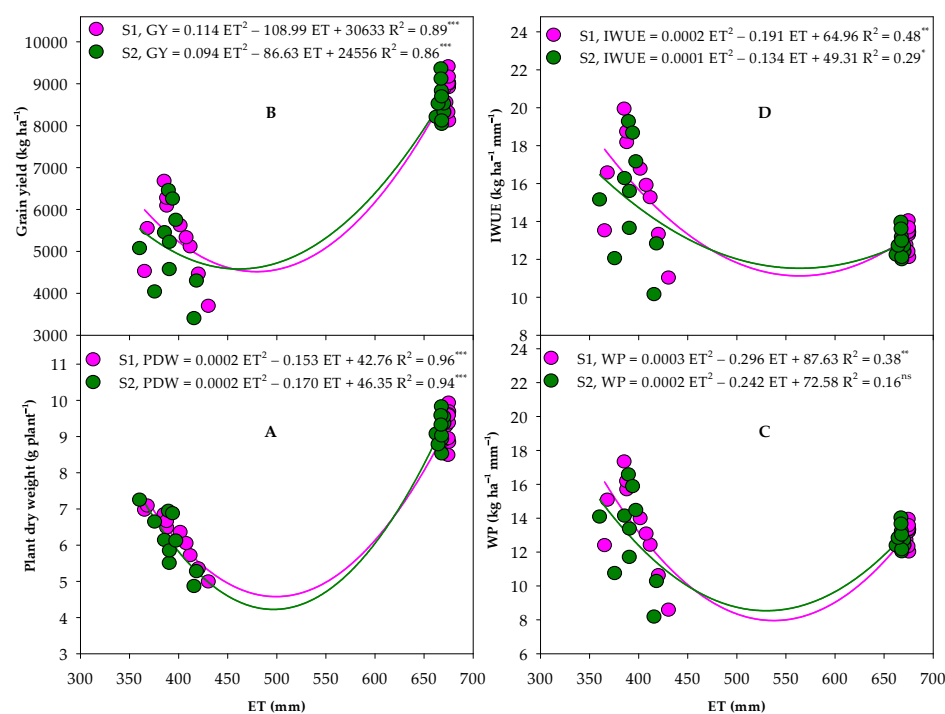 S1, GY = 0.114 ET² − 108.99 ET + 30633 R² = 0.89***
S2, GY = 0.094 ET² − 86.63 ET + 24556 R² = 0.86***
B
Grain yield (kg ha⁻¹)
10000
9000
8000
7000
6000
5000
4000
3000
S1, IWUE = 0.0002 ET² − 0.191 ET + 64.96 R² = 0.48**
S2, IWUE = 0.0001 ET² − 0.134 ET + 49.31 R² = 0.29*
D
IWUE (kg ha⁻¹ mm⁻¹)
24
22
20
18
16
14
12
10
8
S1, PDW = 0.0002 ET² − 0.153 ET + 42.76 R² = 0.96***
S2, PDW = 0.0002 ET² − 0.170 ET + 46.35 R² = 0.94***
A
Plant dry weight (g plant⁻¹)
11
10
9
8
7
6
5
4
3
300 350 400 450 500 550 600 650 700
ET (mm)
S1, WP = 0.0003 ET² − 0.296 ET + 87.63 R² = 0.38**
S2, WP = 0.0002 ET² − 0.242 ET + 72.58 R² = 0.16ⁿˢ
C
WP (kg ha⁻¹ mm⁻¹)
24
22
20
18
16
14
12
10
8
6
300 350 400 450 500 550 600 650 700
ET (mm)